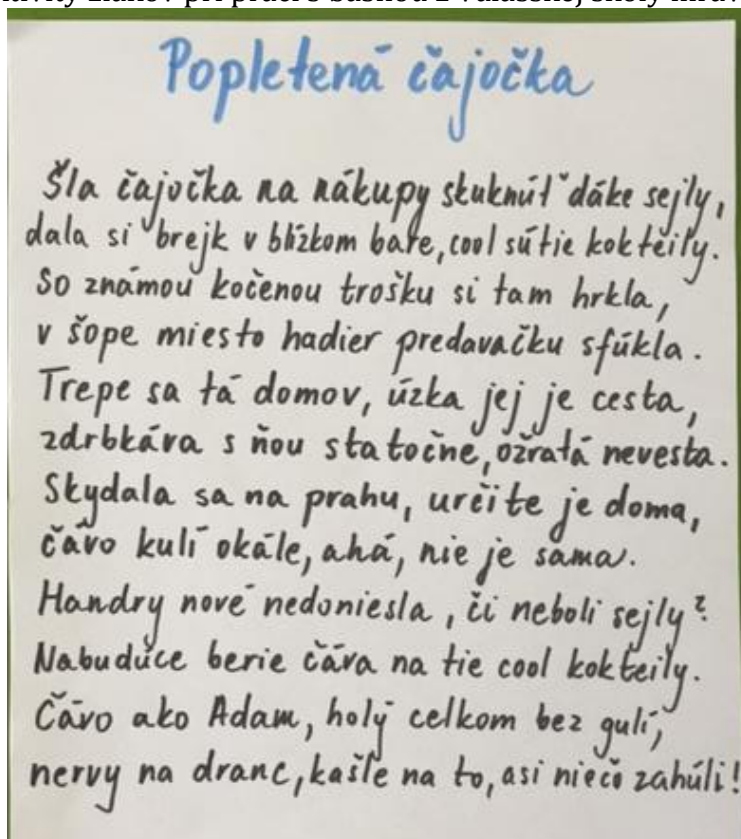 Popletená čajočka
Šla čajočka na nákupy skuknúť dáke sejly,
dala si brejk v blízkom bare, cool sú tie kokteily.
So známou kočenou trošku si tam hrkla,
v šope miesto hadier predavačku sfúkla.
Trepe sa tá domov, úzka jej je cesta,
zdrbkáva s ňou statočne, ožratá nevesta.
Skydala sa na prahu, určite je doma,
čávo kulí okále, ahá, nie je sama.
Handry nové nedoniesla, či neboli sejly?
Nabudúce berie čáva na tie cool kokteily.
Čávo ako Adam, holý celkom bez gulí,
nervy na dranc, kašle na to, asi niečo zahúli!